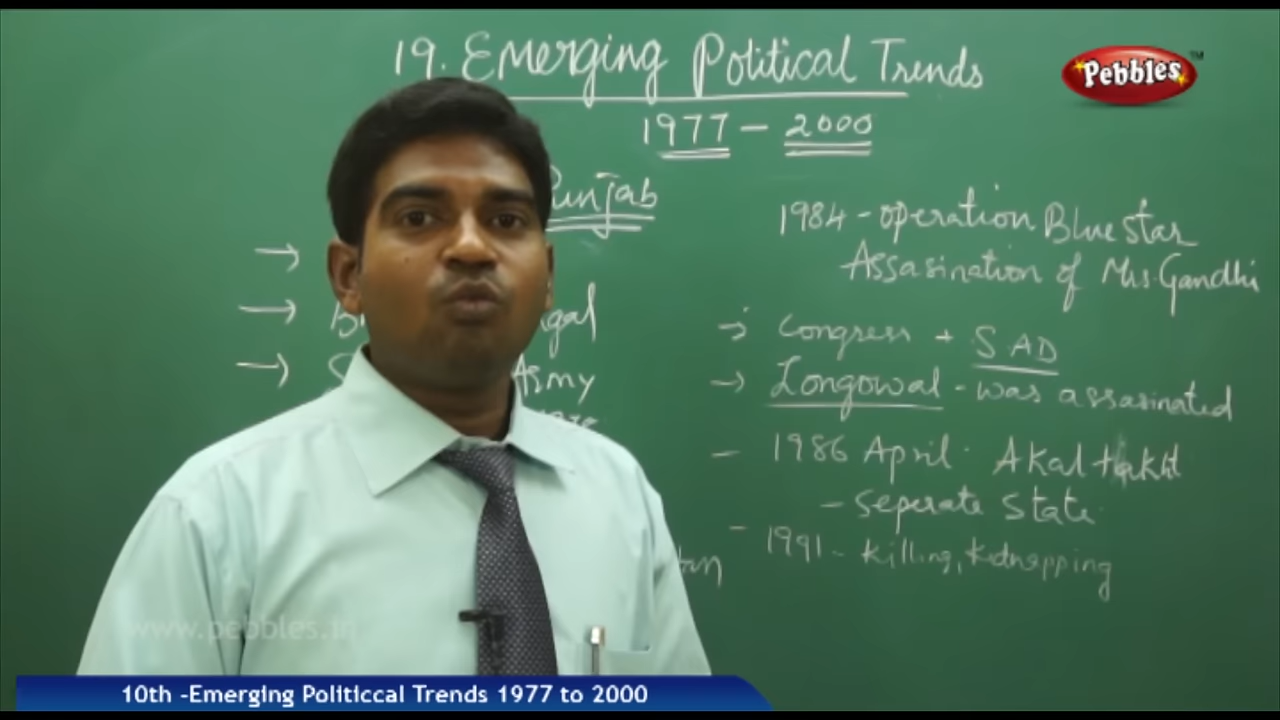 19. Emerging Political Trends
Pebbles™
1977 - 2000
Punjab
1984 - Operation Blue Star
Assasination of Mrs. Gandhi
→
→ Congress + SAD
→
→ Longowal - was assasinated
→ Army
- 1986 April. Akal takht
- Seperate State
- 1991 - Killing, Kidnapping
www.pebbles.in
10th -Emerging Politiccal Trends 1977 to 2000